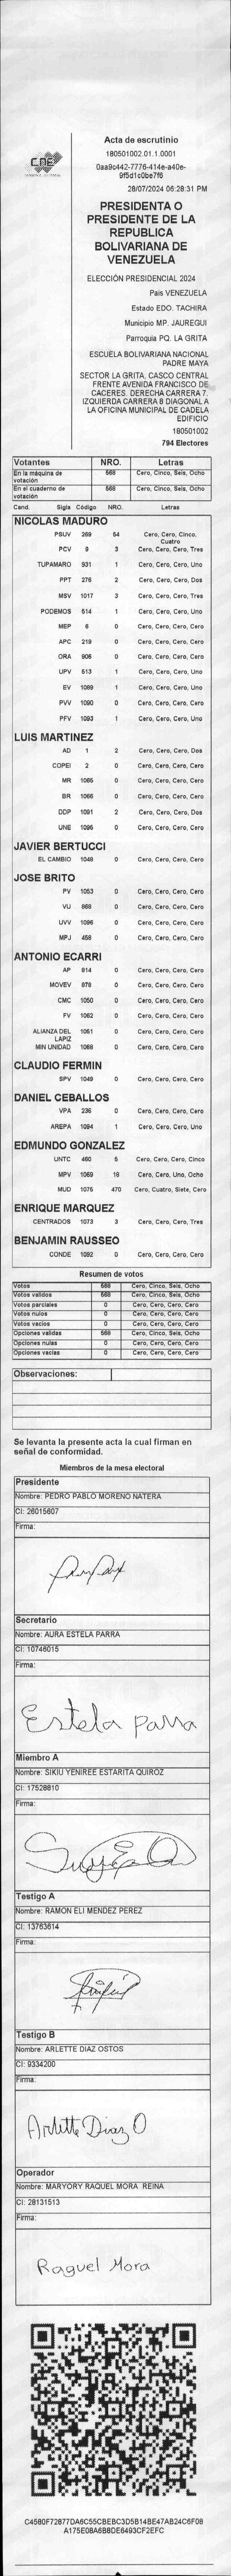 CNE
Acta de escrutinio
180501002.01.1.0001
0aa9c442-7776-414e-a40e-
9f5d1c0be7f6
28/07/2024 06:28:31 PM
PRESIDENTA O
PRESIDENTE DE LA
REPUBLICA
BOLIVARIANA DE
VENEZUELA
ELECCIÓN PRESIDENCIAL 2024
Pais VENEZUELA
Estado EDO. TACHIRA
Municipio MP. JAUREGUI
Parroquia PQ. LA GRITA
ESCUELA BOLIVARIANA NACIONAL
PADRE MAYA
SECTOR LA GRITA, CASCO CENTRAL
FRENTE AVENIDA FRANCISCO DE
CACERES. DERECHA CARRERA 7.
IZQUIERDA CARRERA 8 DIAGONAL A
LA OFICINA MUNICIPAL DE CADELA
EDIFICIO
180501002
794 Electores
Votantes NRO. Letras
En la máquina de votación 568 Cero, Cinco, Seis, Ocho
En el cuaderno de votación 568 Cero, Cinco, Seis, Ocho
Cand. Sigla Código NRO. Letras
NICOLAS MADURO
PSUV 269 54 Cero, Cero, Cinco, Cuatro
PCV 9 3 Cero, Cero, Cero, Tres
TUPAMARO 931 1 Cero, Cero, Cero, Uno
PPT 276 2 Cero, Cero, Cero, Dos
MSV 1017 3 Cero, Cero, Cero, Tres
PODEMOS 514 1 Cero, Cero, Cero, Uno
MEP 6 0 Cero, Cero, Cero, Cero
APC 219 0 Cero, Cero, Cero, Cero
ORA 906 0 Cero, Cero, Cero, Cero
UPV 513 1 Cero, Cero, Cero, Uno
EV 1089 1 Cero, Cero, Cero, Uno
PVV 1090 0 Cero, Cero, Cero, Cero
PFV 1093 1 Cero, Cero, Cero, Uno
LUIS MARTINEZ
AD 1 2 Cero, Cero, Cero, Dos
COPEI 2 0 Cero, Cero, Cero, Cero
MR 1065 0 Cero, Cero, Cero, Cero
BR 1066 0 Cero, Cero, Cero, Cero
DDP 1091 2 Cero, Cero, Cero, Dos
UNE 1096 0 Cero, Cero, Cero, Cero
JAVIER BERTUCCI
EL CAMBIO 1048 0 Cero, Cero, Cero, Cero
JOSE BRITO
PV 1053 0 Cero, Cero, Cero, Cero
VU 868 0 Cero, Cero, Cero, Cero
UVV 1098 0 Cero, Cero, Cero, Cero
MPJ 458 0 Cero, Cero, Cero, Cero
ANTONIO ECARRI
AP 914 0 Cero, Cero, Cero, Cero
MOVEV 978 0 Cero, Cero, Cero, Cero
CMC 1050 0 Cero, Cero, Cero, Cero
FV 1062 0 Cero, Cero, Cero, Cero
ALIANZA DEL LAPIZ 1051 0 Cero, Cero, Cero, Cero
MIN UNIDAD 1068 0 Cero, Cero, Cero, Cero
CLAUDIO FERMIN
SPV 1049 0 Cero, Cero, Cero, Cero
DANIEL CEBALLOS
VPA 236 0 Cero, Cero, Cero, Cero
AREPA 1094 1 Cero, Cero, Cero, Uno
EDMUNDO GONZALEZ
UNTC 460 5 Cero, Cero, Cero, Cinco
MPV 1069 18 Cero, Cero, Uno, Ocho
MUD 1075 470 Cero, Cuatro, Siete, Cero
ENRIQUE MARQUEZ
CENTRADOS 1073 3 Cero, Cero, Cero, Tres
BENJAMIN RAUSSEO
CONDE 1092 0 Cero, Cero, Cero, Cero
Resumen de votos
Votos 568 Cero, Cinco, Seis, Ocho
Votos validos 568 Cero, Cinco, Seis, Ocho
Votos parciales 0 Cero, Cero, Cero, Cero
Votos nulos 0 Cero, Cero, Cero, Cero
Votos vacios 0 Cero, Cero, Cero, Cero
Opciones validas 568 Cero, Cinco, Seis, Ocho
Opciones nulas 0 Cero, Cero, Cero, Cero
Opciones vacias 0 Cero, Cero, Cero, Cero
Observaciones:
Se levanta la presente acta la cual firman en
señal de conformidad.
Miembros de la mesa electoral
Presidente
Nombre: PEDRO PABLO MORENO NATERA
CI: 26015607
Firma:
Secretario
Nombre: AURA ESTELA PARRA
CI: 10746015
Firma:
Estela Parra
Miembro A
Nombre: SIKIU YENIREE ESTARITA QUIROZ
CI: 17528810
Firma:
Testigo A
Nombre: RAMON ELI MENDEZ PEREZ
CI: 13763614
Firma:
Testigo B
Nombre: ARLETTE DIAZ OSTOS
CI: 9334200
Firma:
Arlette Diaz O
Operador
Nombre: MARYORY RAQUEL MORA REINA
CI: 28131513
Firma:
Raquel Mora
C4580F72877DA6C55CBEBC3D5B14BE47AB24C6F08
A175E08A6B8DE6493CF2EFC